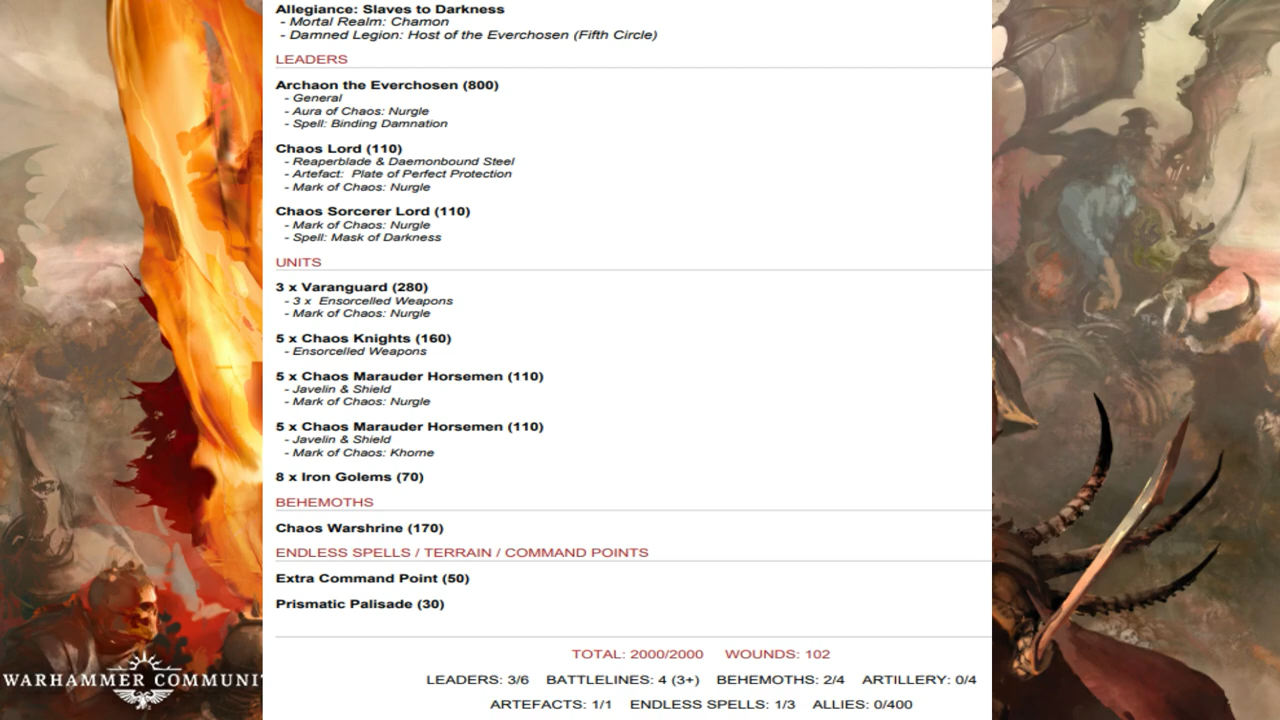 Allegiance: Slaves to Darkness
- Mortal Realm: Chamon
- Damned Legion: Host of the Everchosen (Fifth Circle)
LEADERS
Archaon the Everchosen (800)
- General
- Aura of Chaos: Nurgle
- Spell: Binding Damnation
Chaos Lord (110)
- Reaperblade & Daemonbound Steel
- Artefact: Plate of Perfect Protection
- Mark of Chaos: Nurgle
Chaos Sorcerer Lord (110)
- Mark of Chaos: Nurgle
- Spell: Mask of Darkness
UNITS
3 x Varanguard (280)
- 3 x Ensorcelled Weapons
- Mark of Chaos: Nurgle
5 x Chaos Knights (160)
- Ensorcelled Weapons
5 x Chaos Marauder Horsemen (110)
- Javelin & Shield
- Mark of Chaos: Nurgle
5 x Chaos Marauder Horsemen (110)
- Javelin & Shield
- Mark of Chaos: Khorne
8 x Iron Golems (70)
BEHEMOTHS
Chaos Warshrine (170)
ENDLESS SPELLS / TERRAIN / COMMAND POINTS
Extra Command Point (50)
Prismatic Palisade (30)
TOTAL: 2000/2000 WOUNDS: 102
LEADERS: 3/6 BATTLELINES: 4 (3+) BEHEMOTHS: 2/4 ARTILLERY: 0/4
ARTEFACTS: 1/1 ENDLESS SPELLS: 1/3 ALLIES: 0/400
WARHAMMER COMMUNI